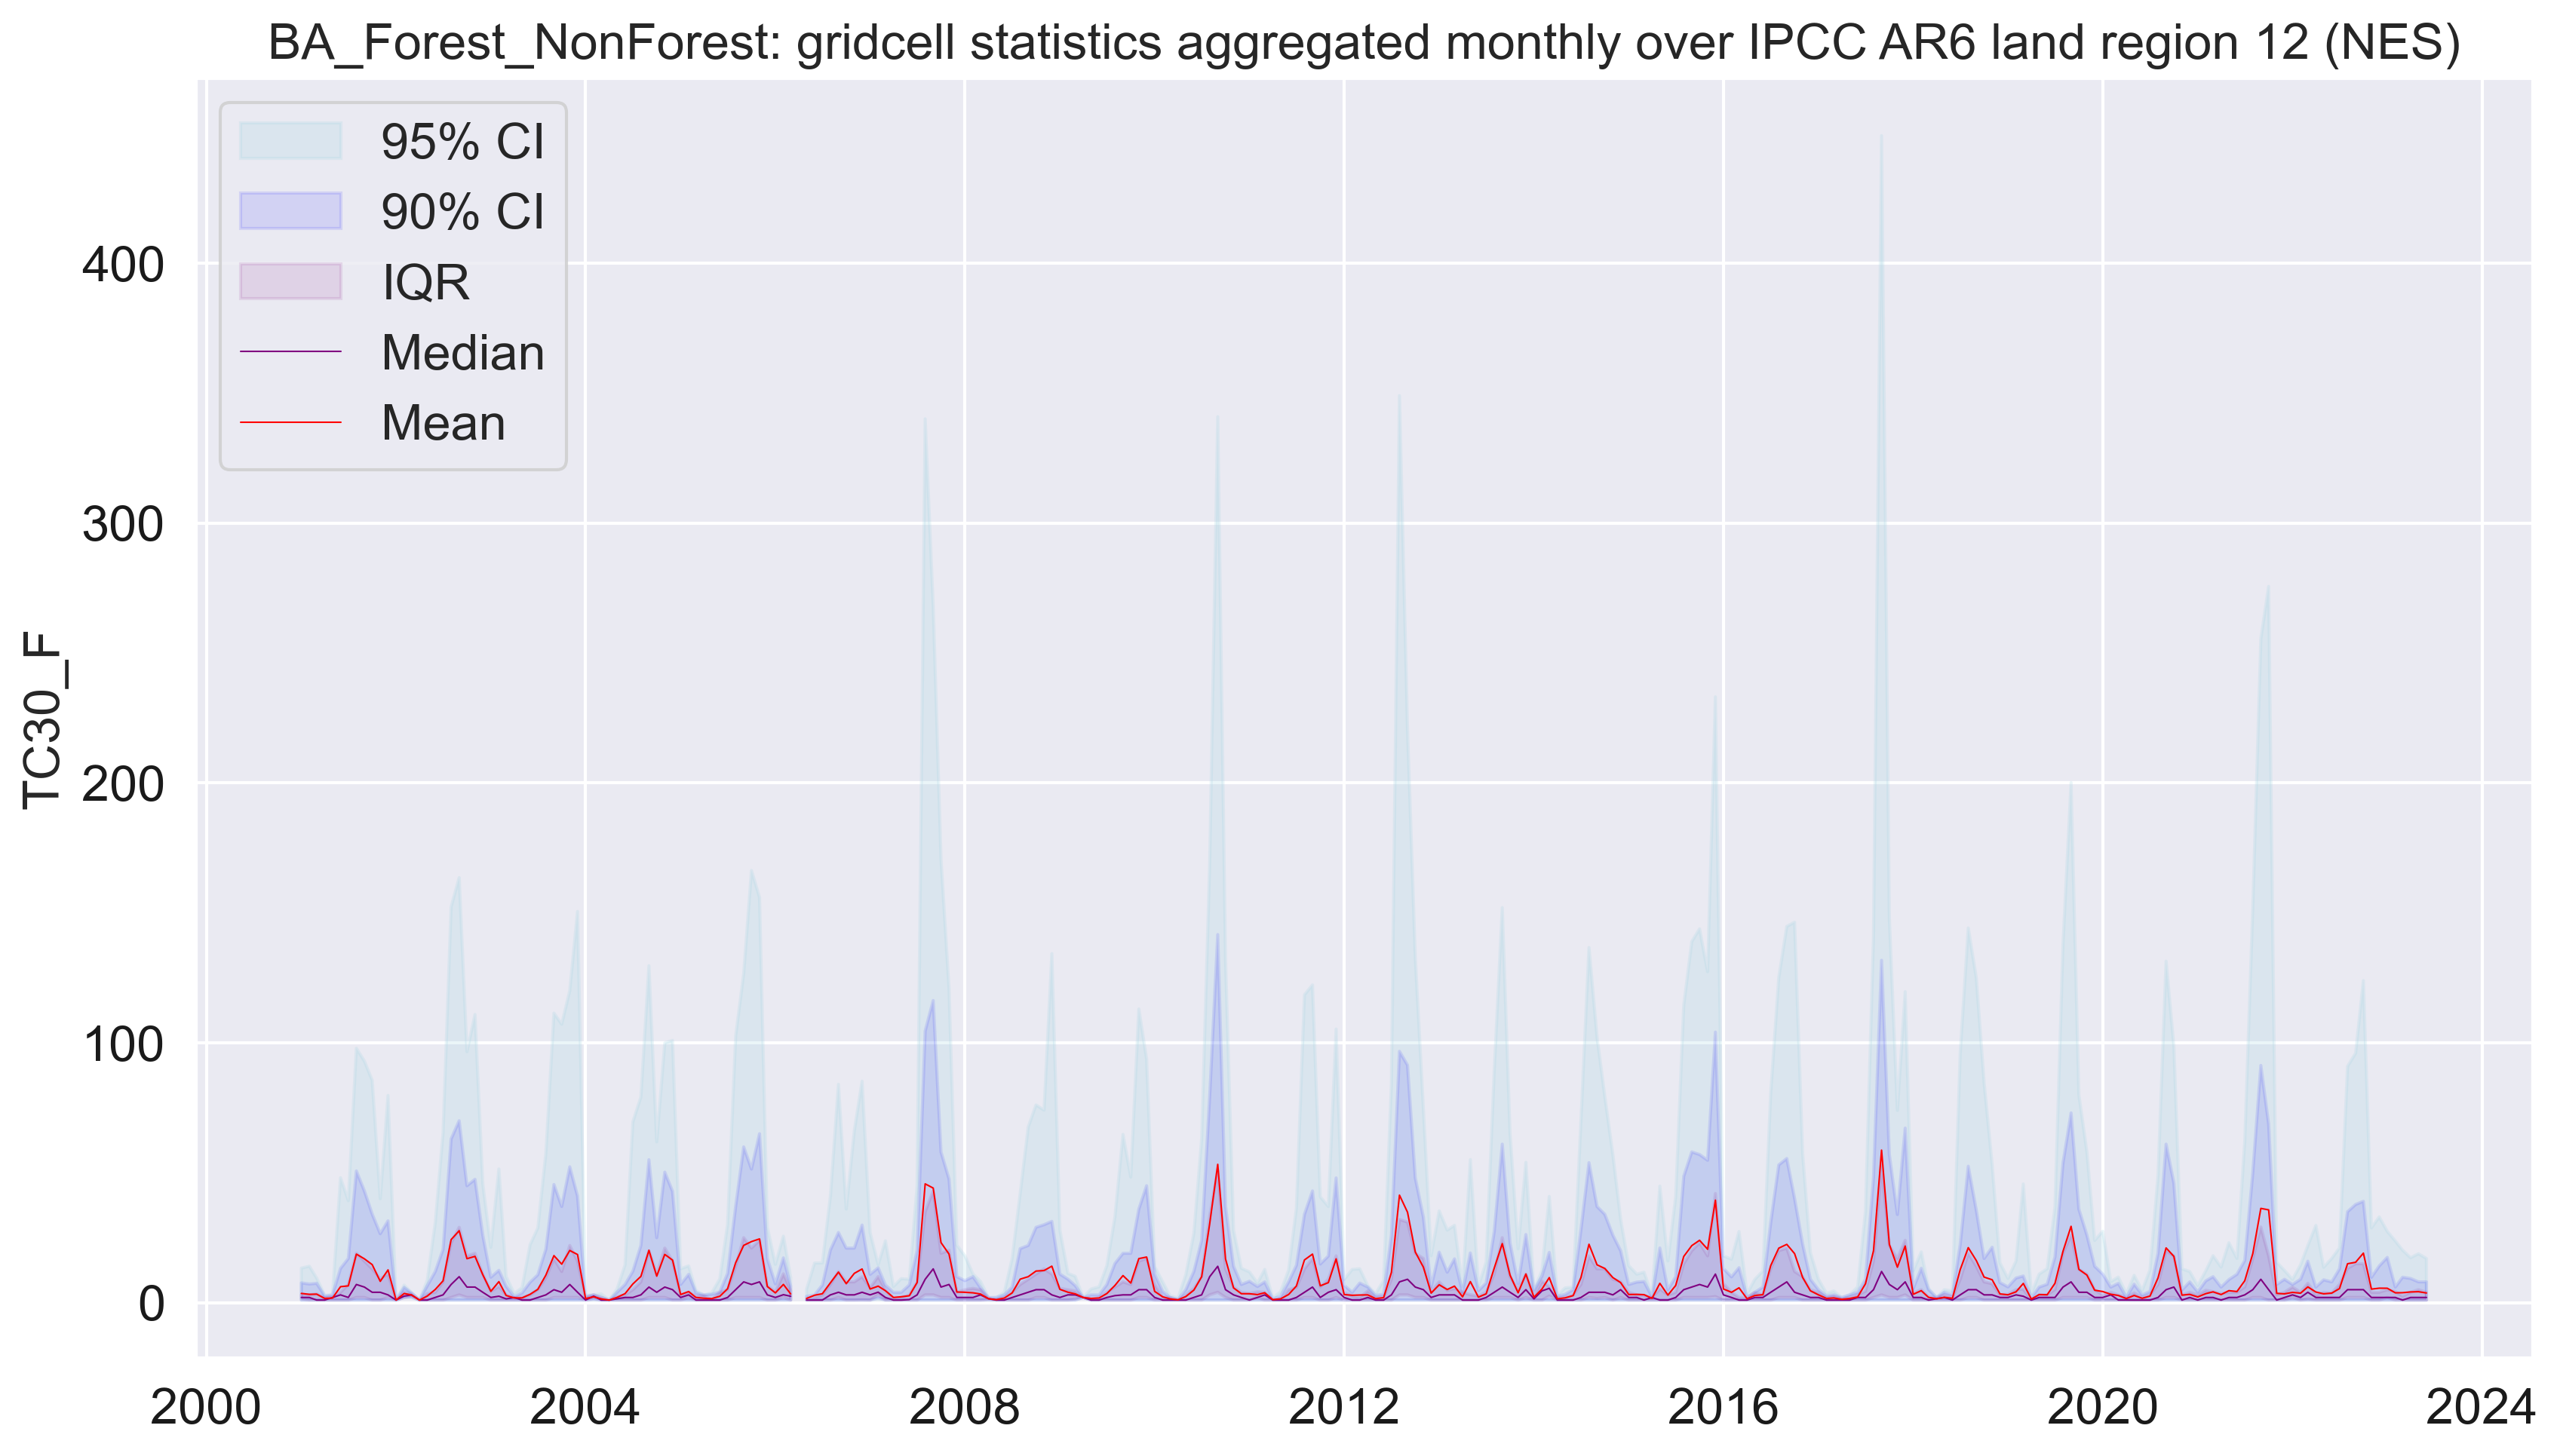 BA_Forest_NonForest: gridcell statistics aggregated monthly over IPCC AR6 land region 12 (NES)
95% CI
90% CI
IQR
Median
Mean
TC30_F
400
300
200
100
0
2000 2004 2008 2012 2016 2020 2024